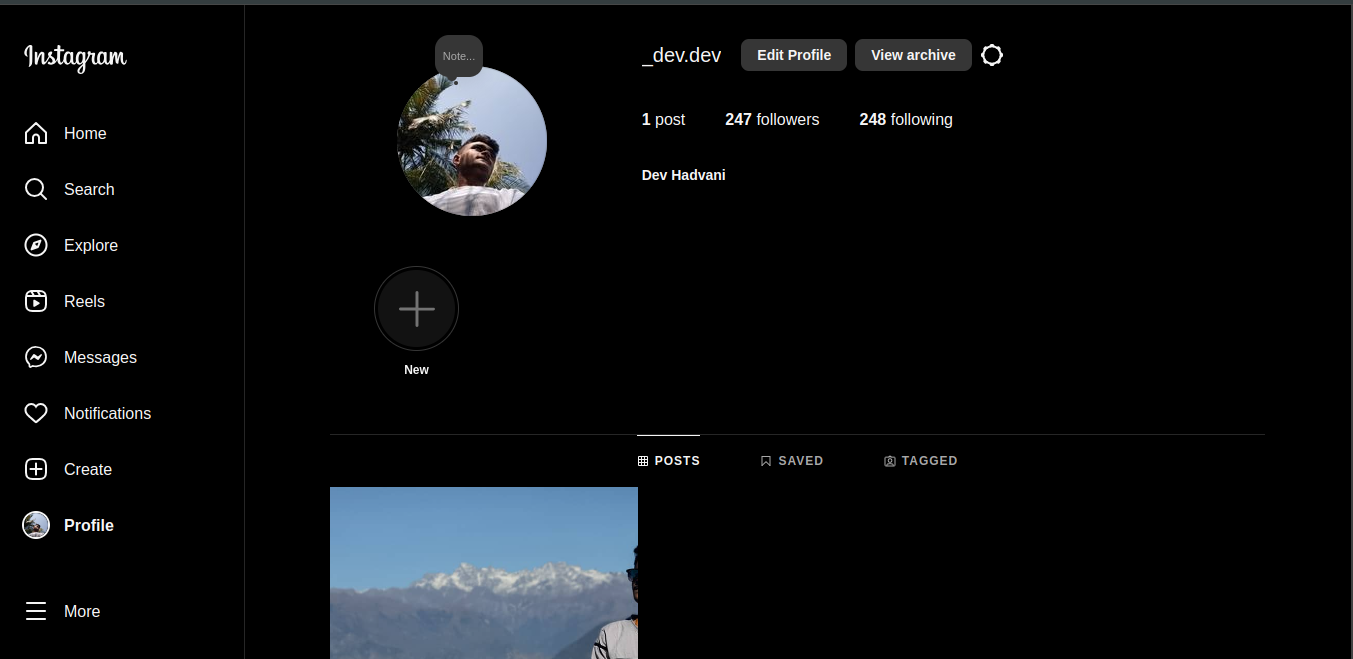 Instagram
Home
Search
Explore
Reels
Messages
Notifications
Create
Profile
More
Note...
_dev.dev
Edit Profile
View archive
1 post
247 followers
248 following
Dev Hadvani
New
POSTS
SAVED
TAGGED